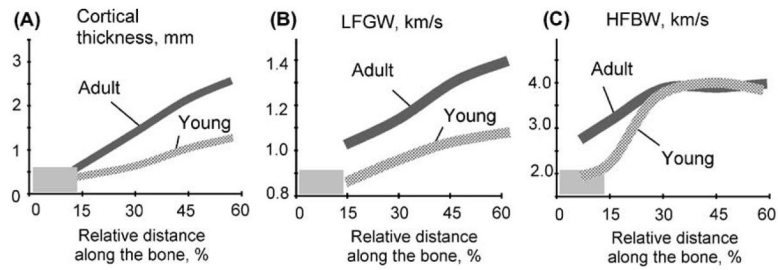 (A)
Cortical
thickness, mm
3
2
1
0
Adult
Young
0 15 30 45 60
Relative distance
along the bone, %
(B)
LFGW, km/s
1.4
1.2
1.0
0.8
Adult
Young
0 15 30 45 60
Relative distance
along the bone, %
(C)
HFBW, km/s
4.0
3.0
2.0
Adult
Young
0 15 30 45 60
Relative distance
along the bone, %